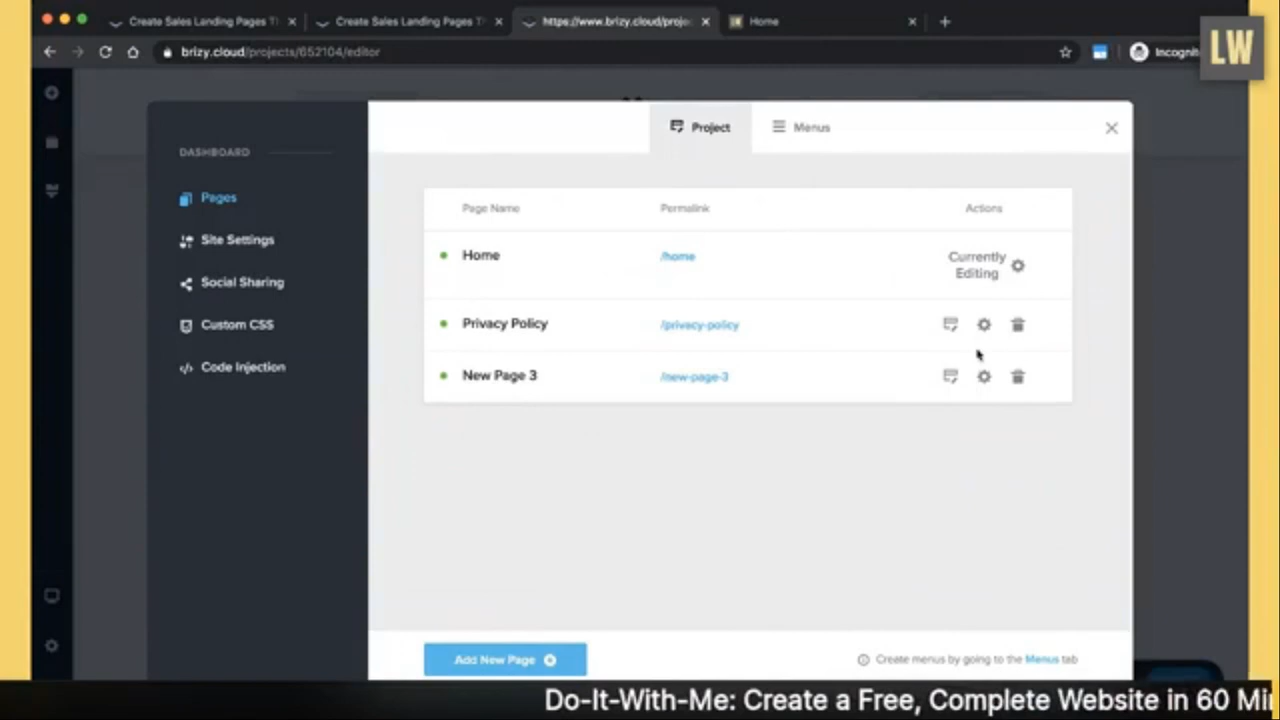 Create Sales Landing Pages T
Create Sales Landing Pages T
https://www.brizy.cloud/proje
Home
LW
brizy.cloud/projects/652104/editor
Incognit
DASHBOARD
Pages
Site Settings
Social Sharing
Custom CSS
Code Injection
Project
Menus
Page Name
Permalink
Actions
Home
/home
Currently
Editing
Privacy Policy
/privacy-policy
New Page 3
/new-page-3
Add New Page
Create menus by going to the Menus tab
Do-It-With-Me: Create a Free, Complete Website in 60 Mi